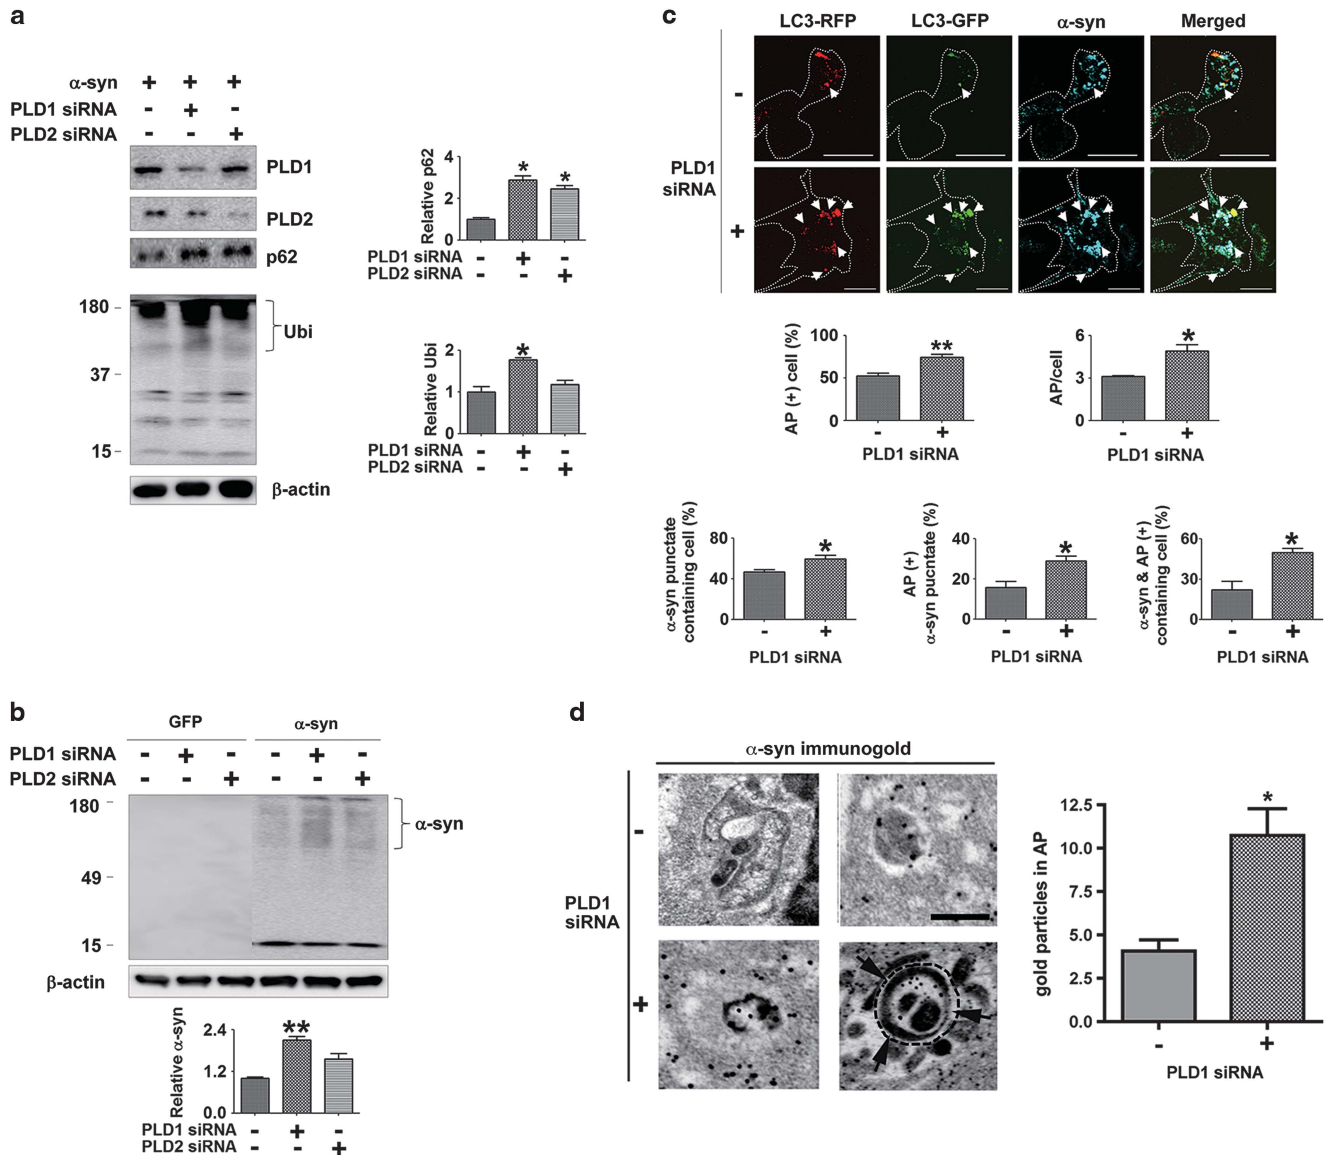 a
α-syn + + +
PLD1 siRNA - + -
PLD2 siRNA - - +
PLD1
PLD2
p62
180
Ubi
37
15
β-actin
Relative p62
4
2
0
*
*
PLD1 siRNA - + -
PLD2 siRNA - - +
Relative Ubi
2
1
0
*
PLD1 siRNA - + -
PLD2 siRNA - - +
b
GFP α-syn
PLD1 siRNA - + - - + -
PLD2 siRNA - - + - - +
180
α-syn
49
15
β-actin
Relative α-syn
2.4
1.2
0.0
**
PLD1 siRNA - + -
PLD2 siRNA - - +
c
LC3-RFP LC3-GFP α-syn Merged
PLD1
siRNA
-
+
AP (+) cell (%)
100
50
0
**
- +
PLD1 siRNA
AP/cell
6
3
0
*
- +
PLD1 siRNA
α-syn punctate
containing cell (%)
80
40
0
*
- +
PLD1 siRNA
AP (+)
α-syn pucntate (%)
40
20
0
*
- +
PLD1 siRNA
α-syn & AP (+)
containing cell (%)
60
30
0
*
- +
PLD1 siRNA
d
α-syn immunogold
PLD1
siRNA
-
+
gold particles in AP
12.5
10.0
7.5
5.0
2.5
0.0
*
- +
PLD1 siRNA